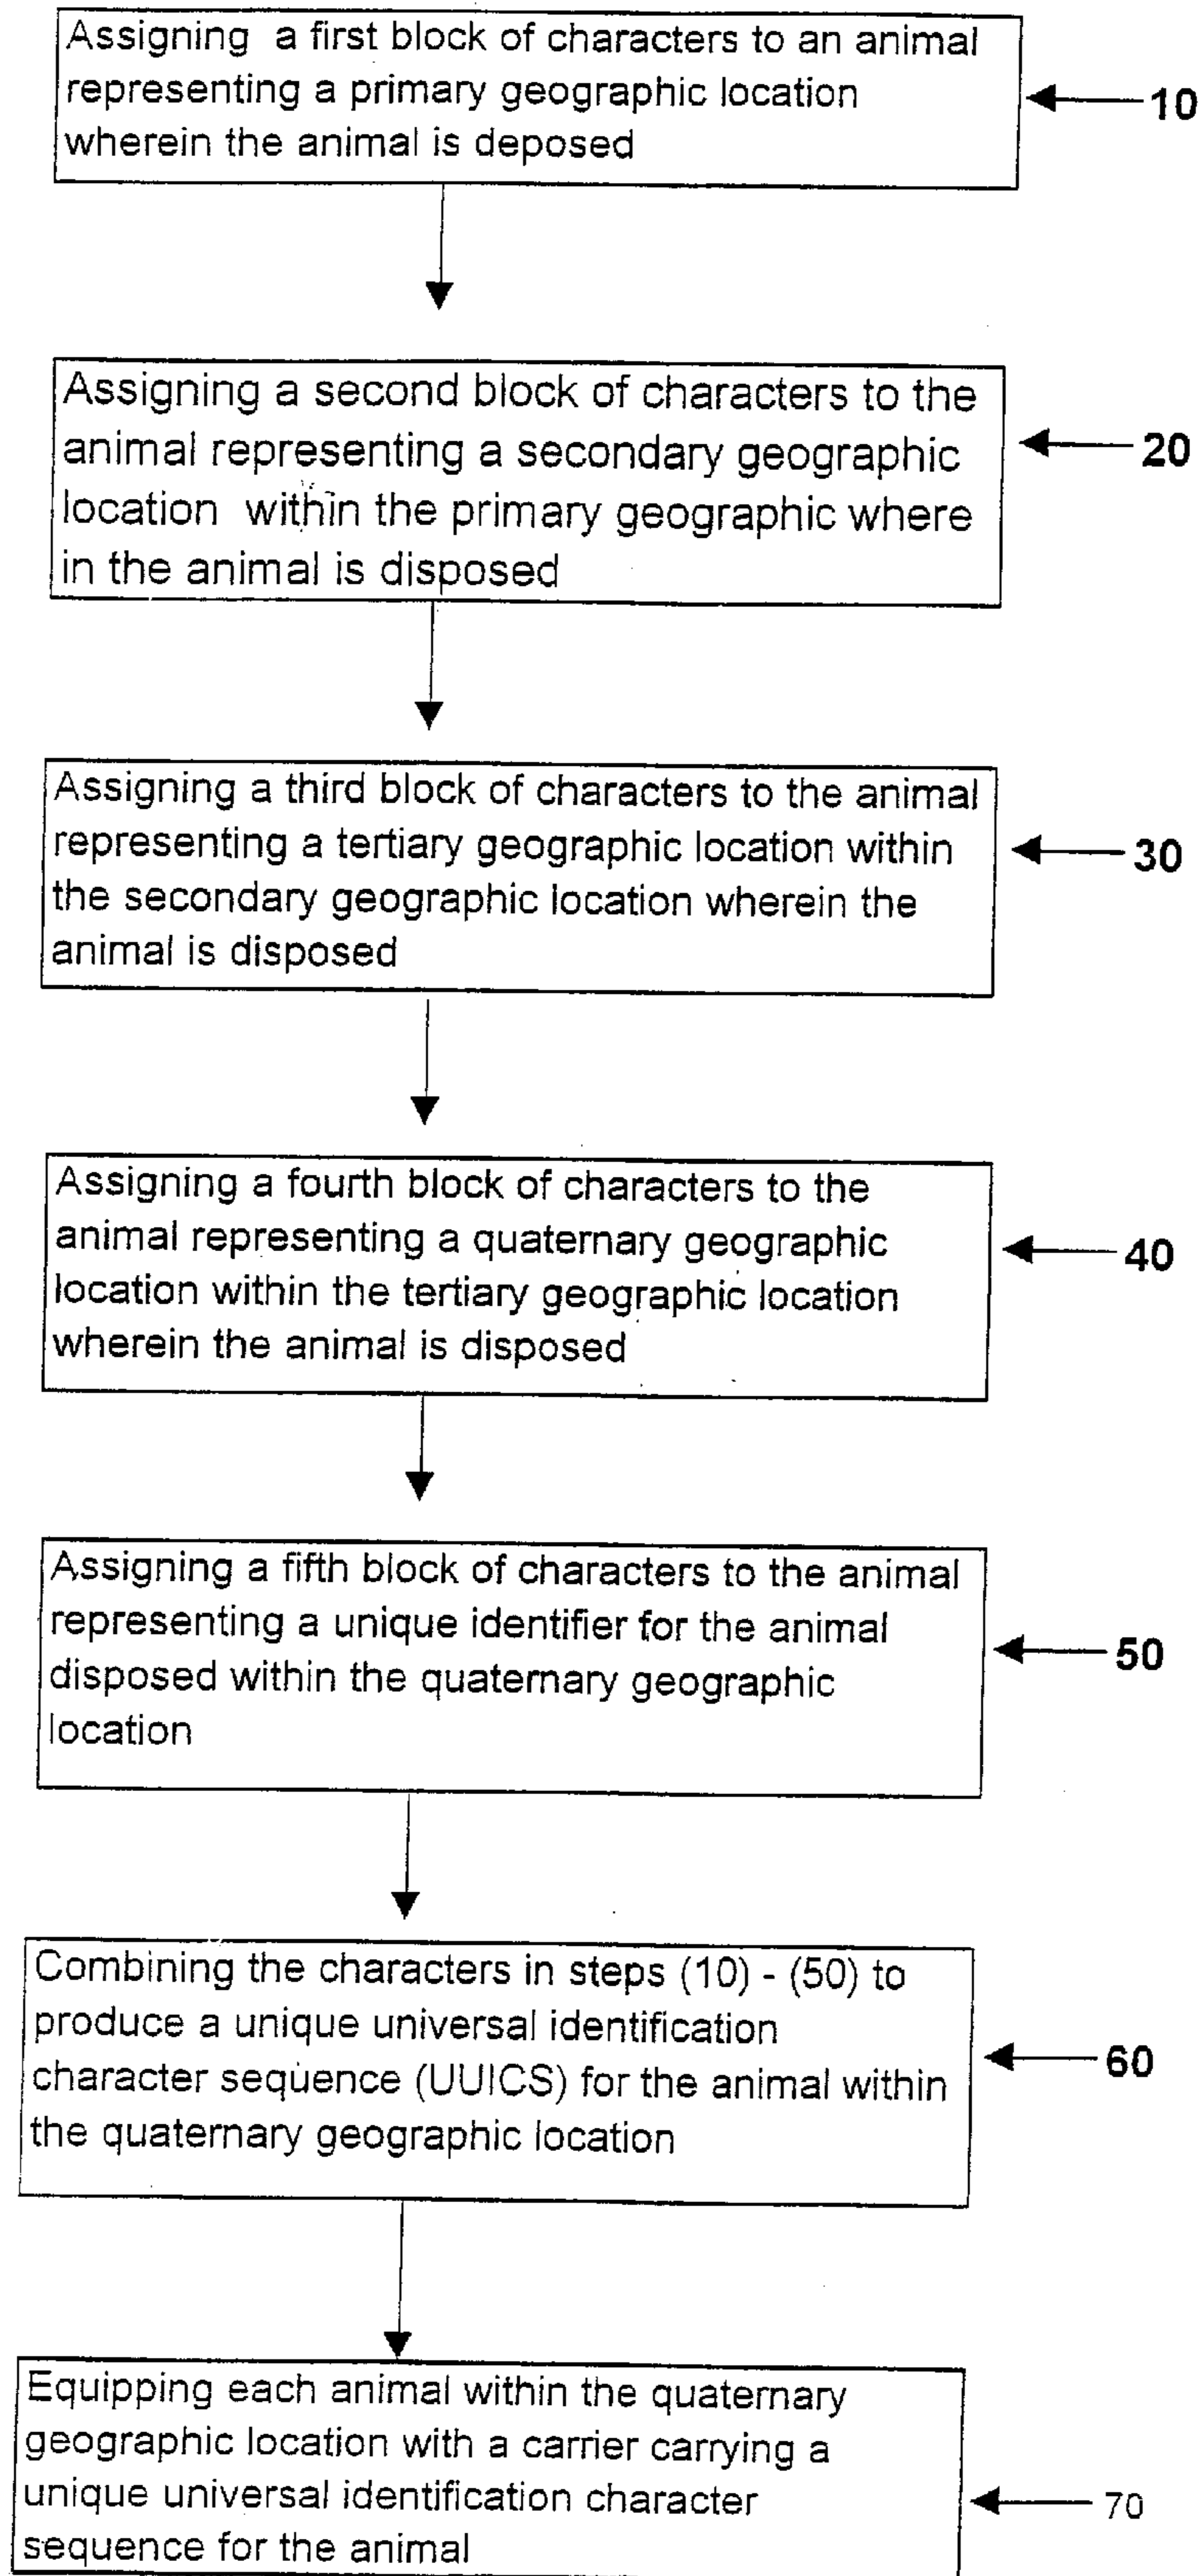 Assigning a first block of characters to an animal
representing a primary geographic location
wherein the animal is deposed
10
Assigning a second block of characters to the
animal representing a secondary geographic
location within the primary geographic where
in the animal is disposed
20
Assigning a third block of characters to the animal
representing a tertiary geographic location within
the secondary geographic location wherein the
animal is disposed
30
Assigning a fourth block of characters to the
animal representing a quaternary geographic
location within the tertiary geographic location
wherein the animal is disposed
40
Assigning a fifth block of characters to the animal
representing a unique identifier for the animal
disposed within the quaternary geographic
location
50
Combining the characters in steps (10) - (50) to
produce a unique universal identification
character sequence (UUICS) for the animal within
the quaternary geographic location
60
Equipping each animal within the quaternary
geographic location with a carrier carrying a
unique universal identification character
sequence for the animal
70